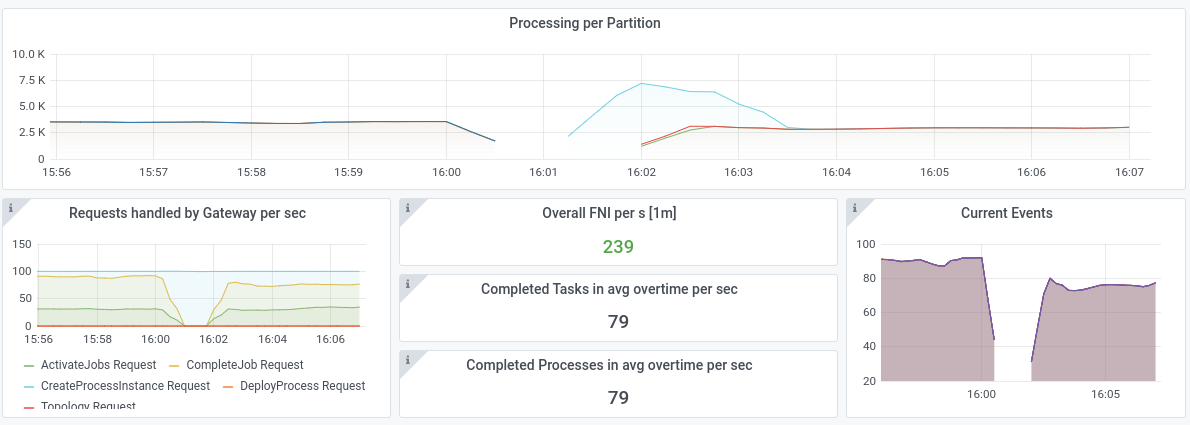 Processing per Partition
10.0 K
7.5 K
5.0 K
2.5 K
0
15:56 15:57 15:58 15:59 16:00 16:01 16:02 16:03 16:04 16:05 16:06 16:07
i Requests handled by Gateway per sec
150
100
50
0
15:56 15:58 16:00 16:02 16:04 16:06
ActivateJobs Request CompleteJob Request
CreateProcessInstance Request DeployProcess Request
Topology Request
i Overall FNI per s [1m]
239
i Completed Tasks in avg overtime per sec
79
i Completed Processes in avg overtime per sec
79
i Current Events
100
80
60
40
20
16:00 16:05